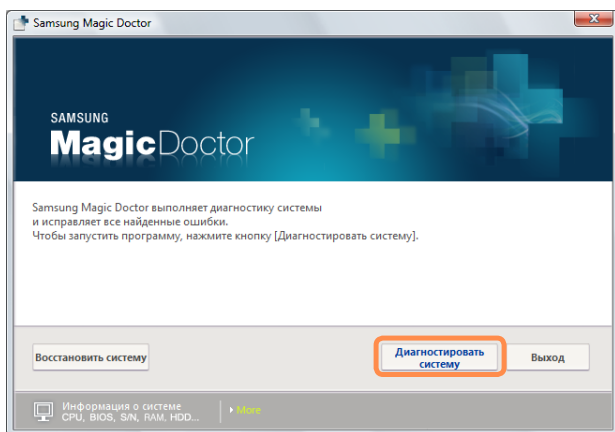 Samsung Magic Doctor
SAMSUNG
MagicDoctor
Samsung Magic Doctor выполняет диагностику системы
и исправляет все найденные ошибки.
Чтобы запустить программу, нажмите кнопку [Диагностировать систему].
Восстановить систему
Диагностировать
систему
Выход
Информация о системе
CPU, BIOS, S/N, RAM, HDD...
More